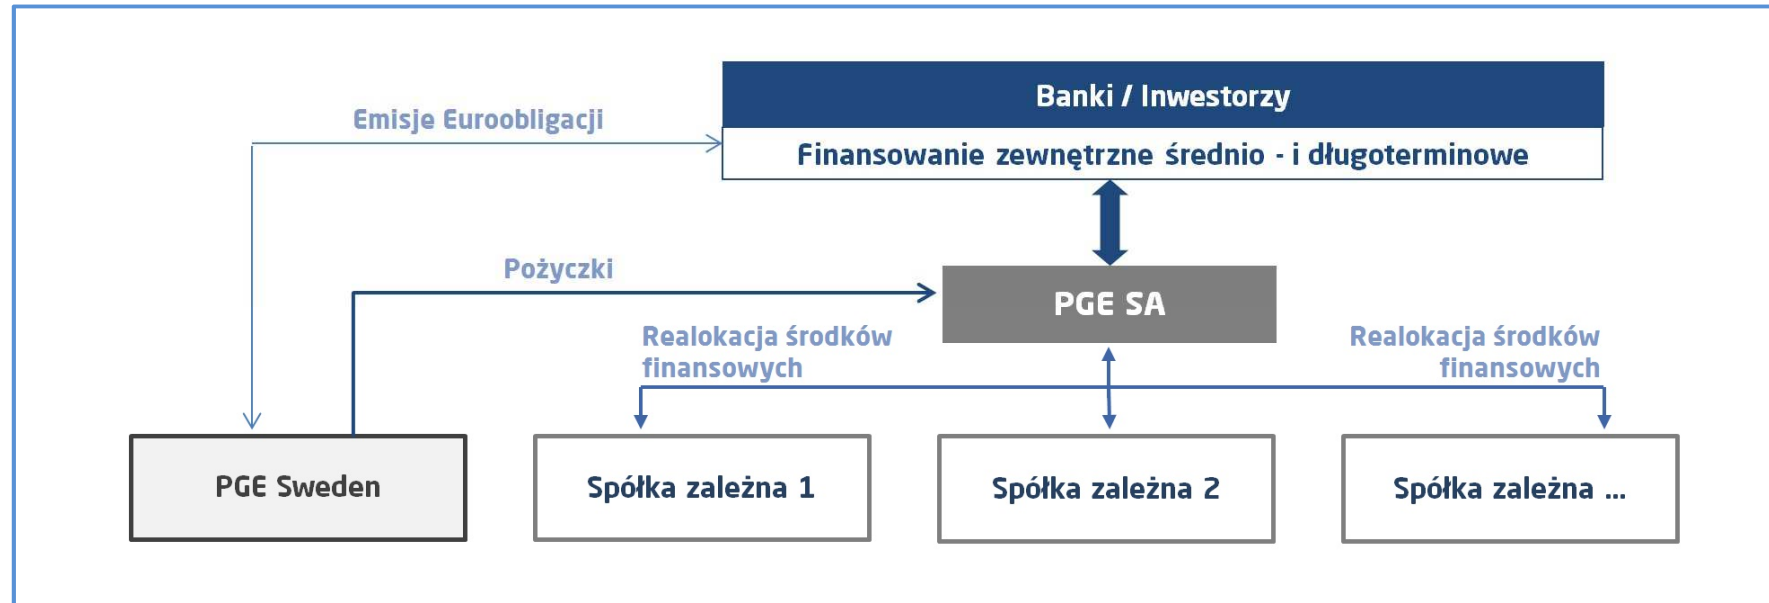 Banki / Inwestorzy
Emisje Euroobligacji
Finansowanie zewnętrzne średnio - i długoterminowe
Pożyczki
PGE SA
Realokacja środków
finansowych
Realokacja środków
finansowych
PGE Sweden
Spółka zależna 1
Spółka zależna 2
Spółka zależna ...